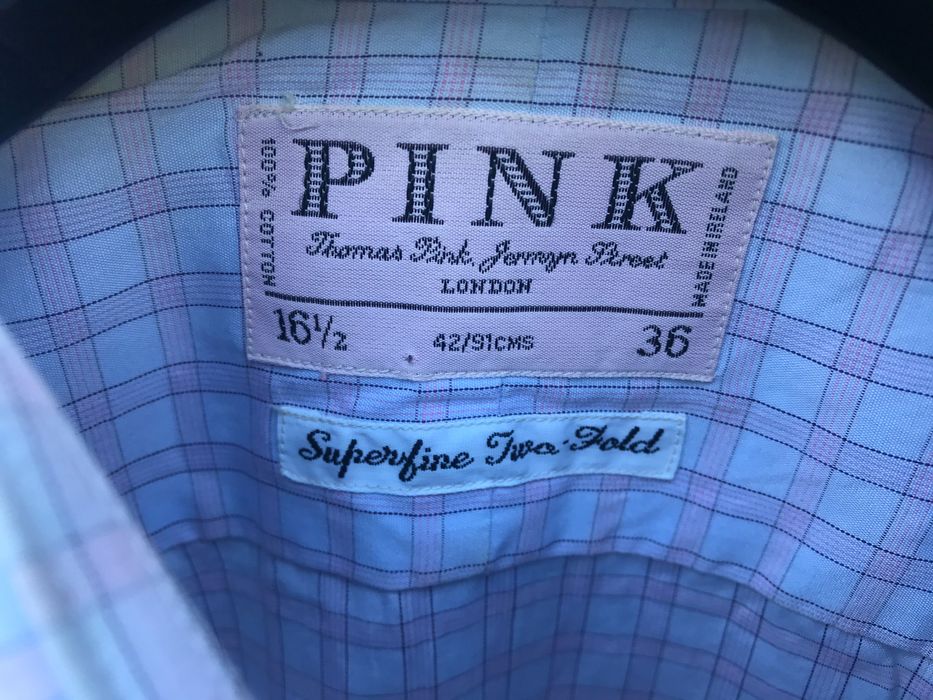 PINK
100% COTTON
MADE IN IRELAND
Thomas Pink, Jermyn Street
LONDON
16½ 42/91CMS 36
Superfine Two-Fold